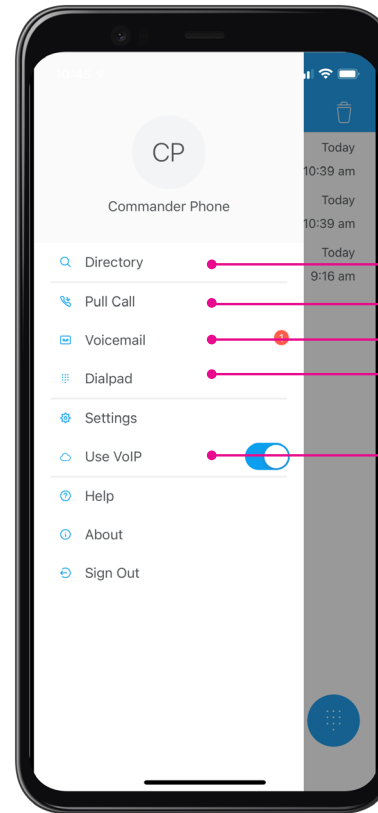 CP
Commander Phone
Directory
Pull Call
Voicemail
1
Dialpad
Settings
Use VoIP
Help
About
Sign Out
Today
10:39 am
Today
10:39 am
Today
9:16 am